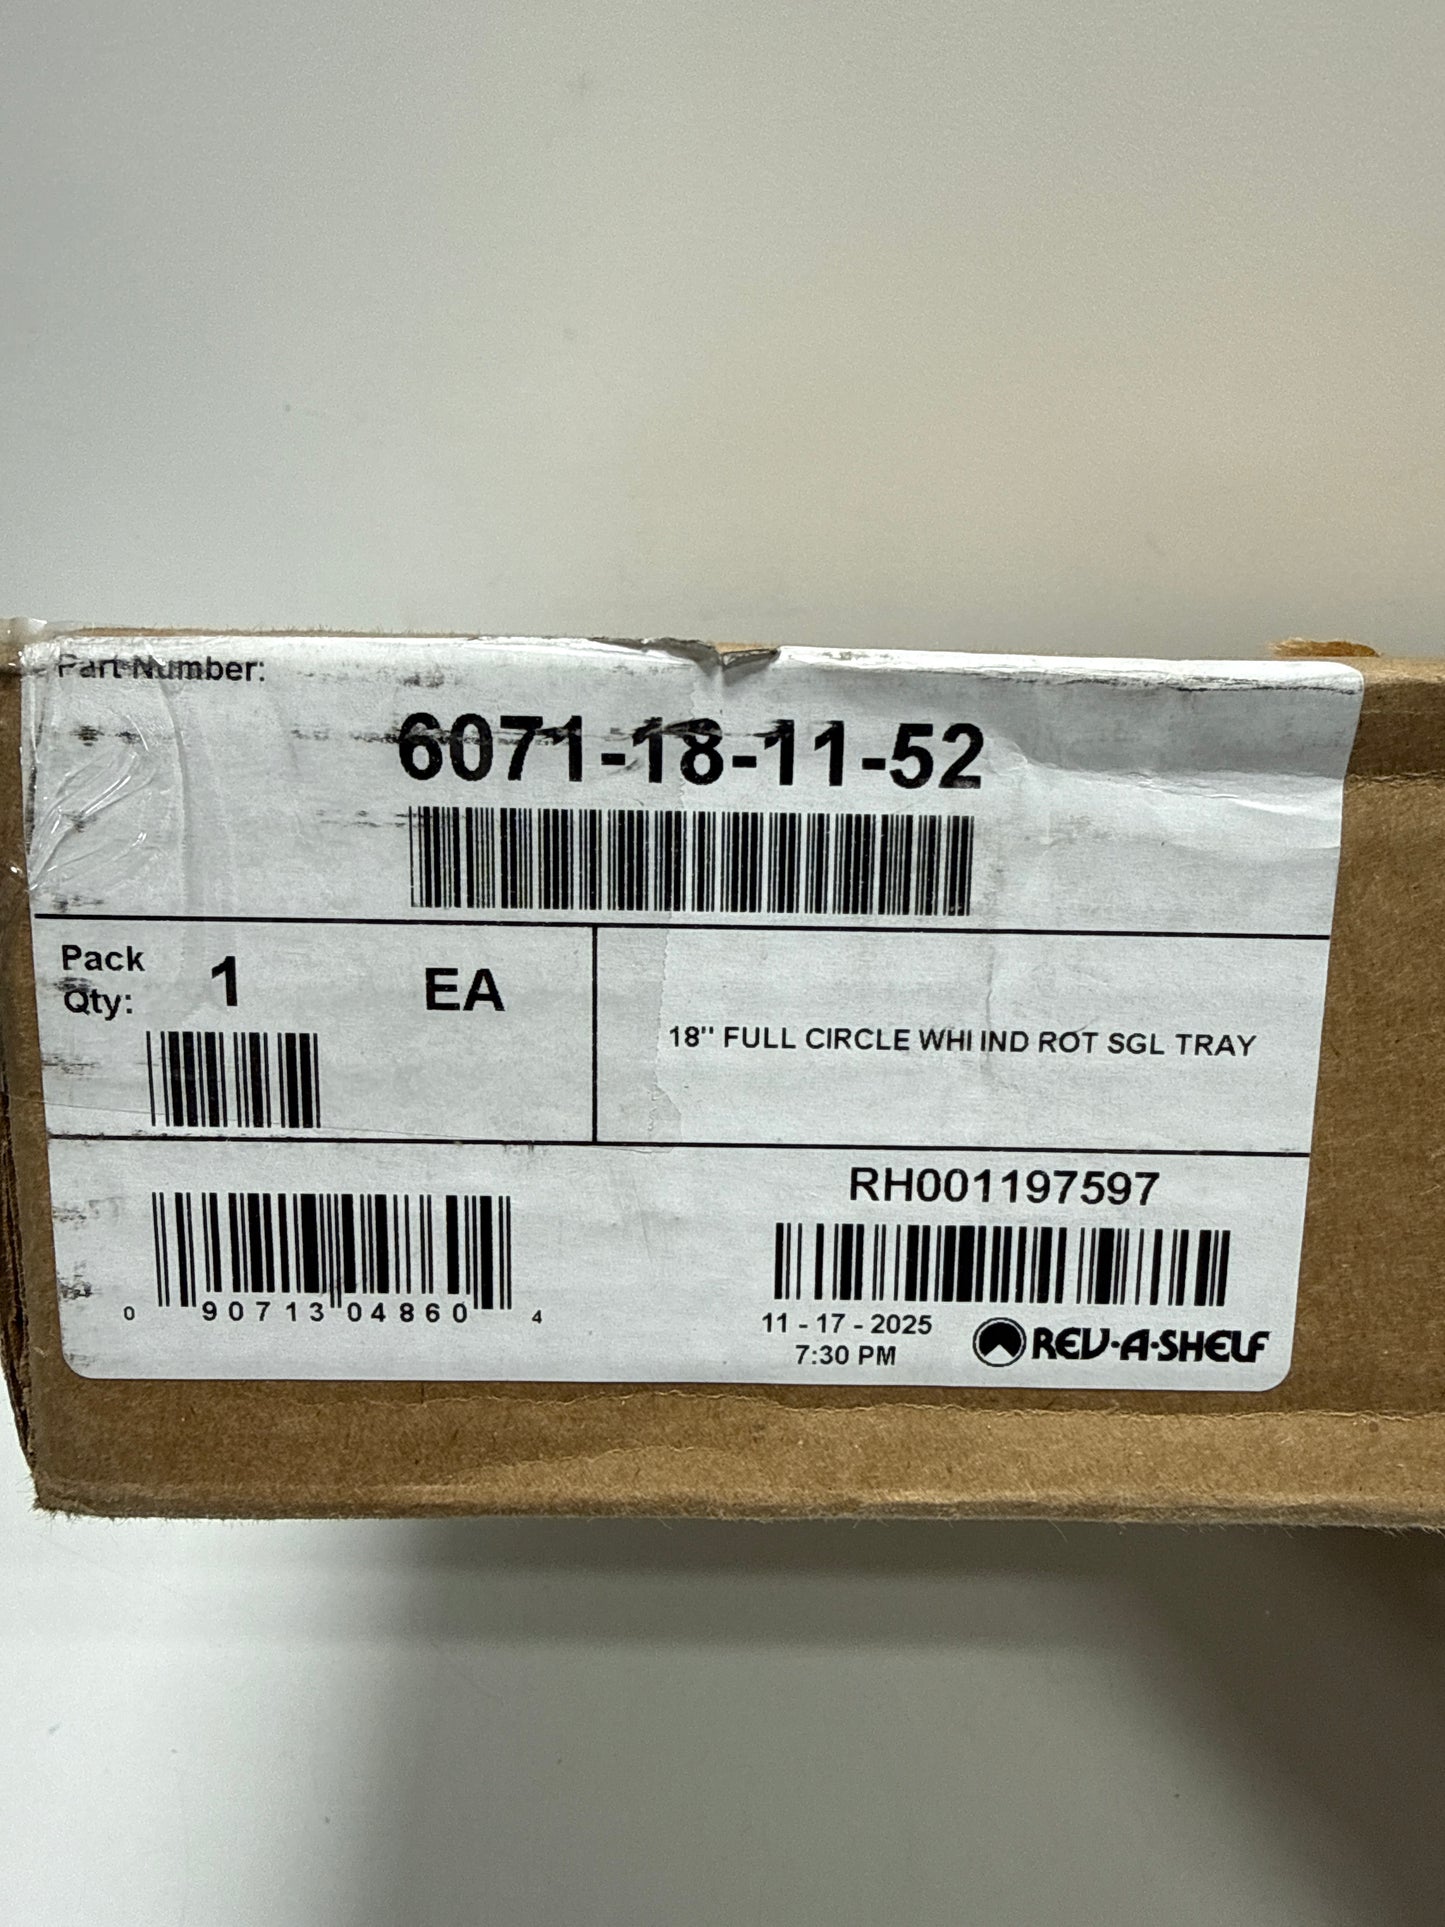 Part Number:
6071-18-11-52
Pack
Qty:
1
EA
18" FULL CIRCLE WHI IND ROT SGL TRAY
0 90713 04860 4
RH001197597
11 - 17 - 2025
7:30 PM
REV-A-SHELF